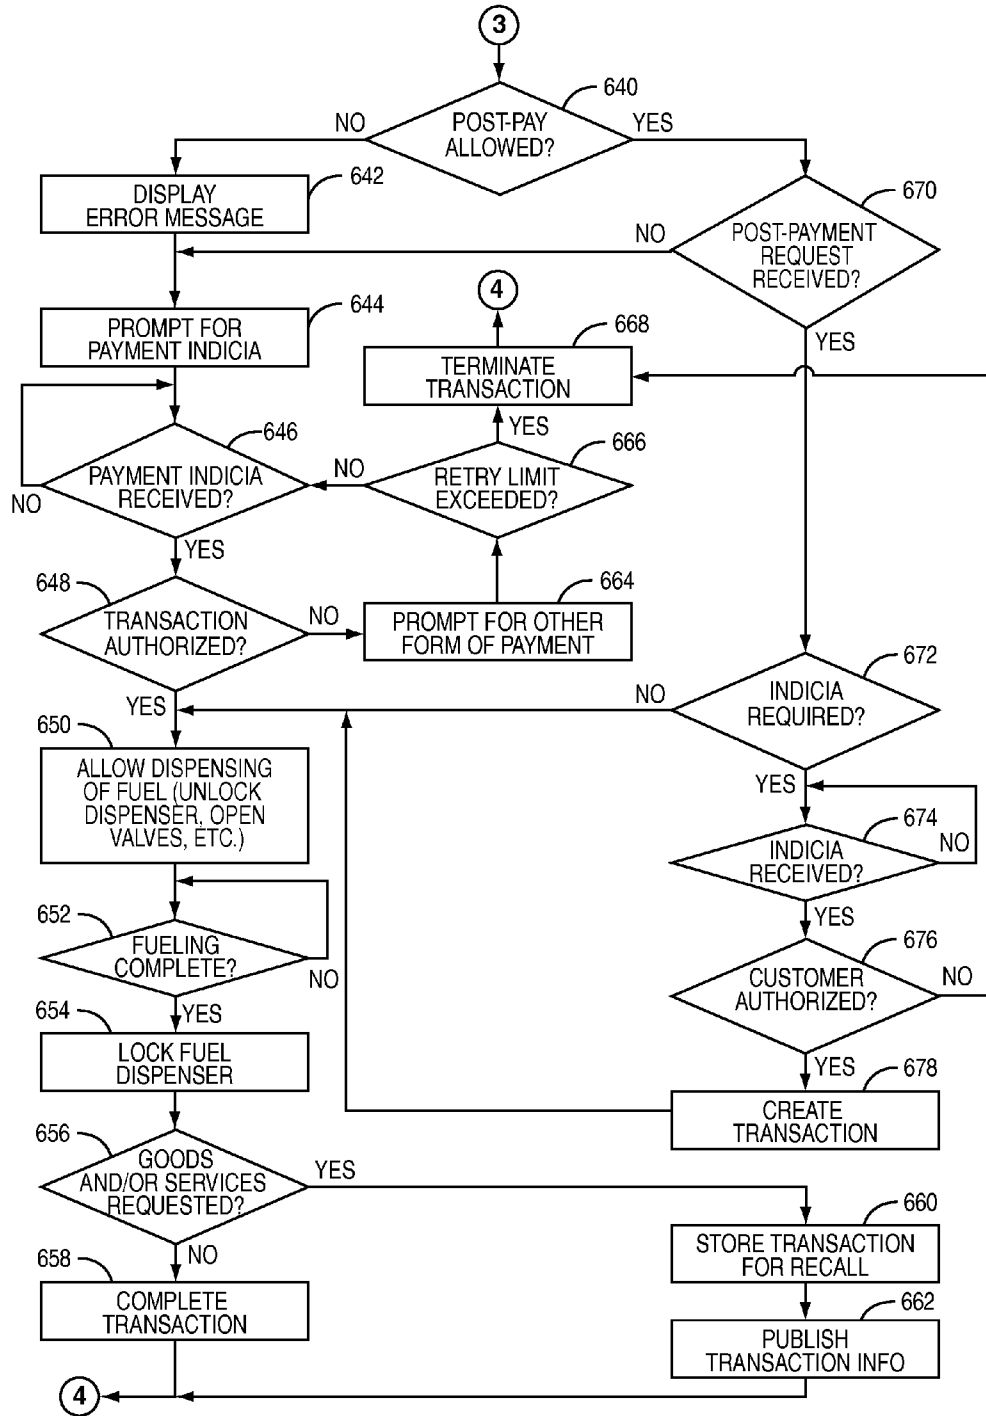 3
640
NO
POST-PAY
ALLOWED?
YES
642
DISPLAY
ERROR MESSAGE
670
NO
POST-PAYMENT
REQUEST
RECEIVED?
YES
644
PROMPT FOR
PAYMENT INDICIA
4
668
TERMINATE
TRANSACTION
YES
646
PAYMENT INDICIA
RECEIVED?
NO
YES
NO
666
RETRY LIMIT
EXCEEDED?
648
TRANSACTION
AUTHORIZED?
NO
YES
664
PROMPT FOR OTHER
FORM OF PAYMENT
672
NO
INDICIA
REQUIRED?
YES
650
ALLOW DISPENSING
OF FUEL (UNLOCK
DISPENSER, OPEN
VALVES, ETC.)
674
INDICIA
RECEIVED?
NO
YES
652
FUELING
COMPLETE?
NO
YES
676
CUSTOMER
AUTHORIZED?
NO
YES
654
LOCK FUEL
DISPENSER
678
CREATE
TRANSACTION
656
GOODS
AND/OR SERVICES
REQUESTED?
YES
NO
660
STORE TRANSACTION
FOR RECALL
658
COMPLETE
TRANSACTION
662
PUBLISH
TRANSACTION INFO
4